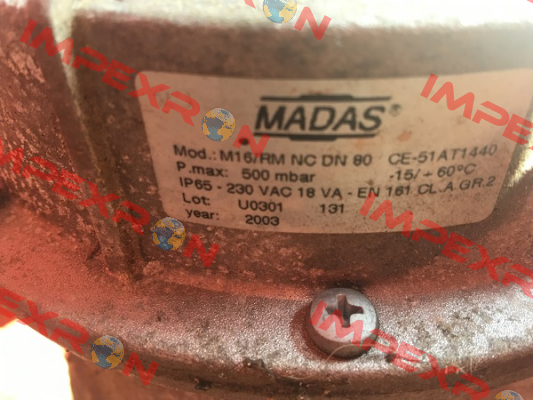 MADAS®
Mod.: M16/RM NC DN 80 CE-51AT1440
P.max: 500 mbar -15/+60°C
IP65 - 230 VAC 18 VA - EN 161 CL.A GR.2
Lot: U0301 131
year: 2003
IMPEXRON
IMPEXRON
IMPEXRON
IMPEXRON
IMPEXRON
IMPEXRON